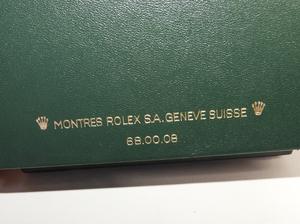 MONTRES ROLEX S.A. GENEVE SUISSE
68.00.08